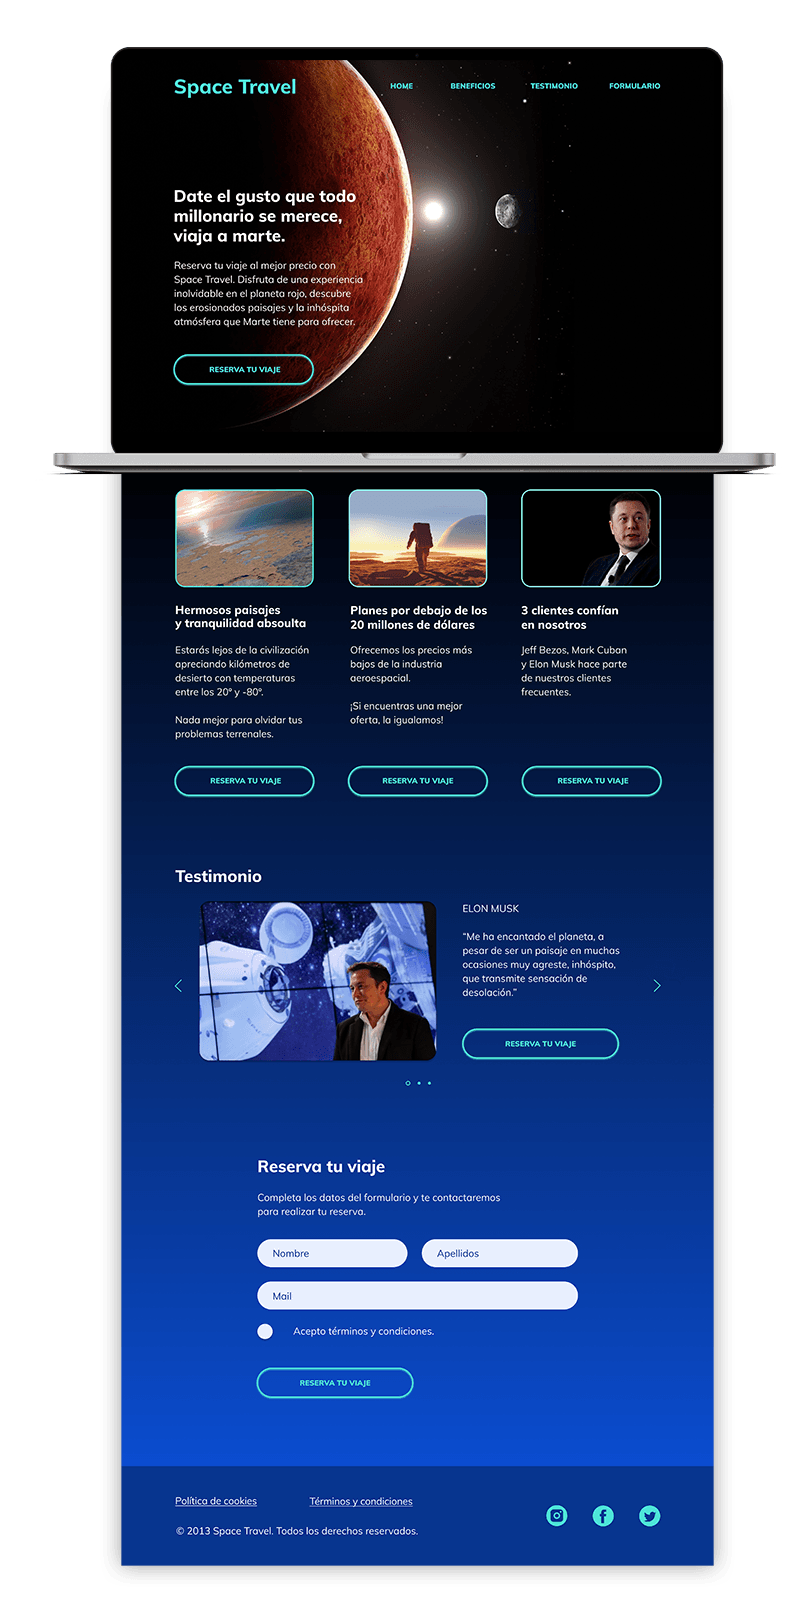 Space Travel
HOME
BENEFICIOS
TESTIMONIO
FORMULARIO
Date el gusto que todo
millonario se merece,
viaja a marte.
Reserva tu viaje al mejor precio con
Space Travel. Disfruta de una experiencia
inolvidable en el planeta rojo, descubre
los erosionados paisajes y la inhóspita
atmósfera que Marte tiene para ofrecer.
RESERVA TU VIAJE
Hermosos paisajes
y tranquilidad absoulta
Estarás lejos de la civilización
apreciando kilómetros de
desierto con temperaturas
entre los 20º y -80º.
Nada mejor para olvidar tus
problemas terrenales.
RESERVA TU VIAJE
Planes por debajo de los
20 millones de dólares
Ofrecemos los precios más
bajos de la industria
aeroespacial.
¡Si encuentras una mejor
oferta, la igualamos!
RESERVA TU VIAJE
3 clientes confían
en nosotros
Jeff Bezos, Mark Cuban
y Elon Musk hace parte
de nuestros clientes
frecuentes.
RESERVA TU VIAJE
Testimonio
ELON MUSK
"Me ha encantado el planeta, a
pesar de ser un paisaje en muchas
ocasiones muy agreste, inhóspito,
que transmite sensación de
desolación."
RESERVA TU VIAJE
Reserva tu viaje
Completa los datos del formulario y te contactaremos
para realizar tu reserva.
Nombre
Apellidos
Mail
Acepto términos y condiciones.
RESERVA TU VIAJE
Política de cookies
Términos y condiciones
© 2013 Space Travel. Todos los derechos reservados.